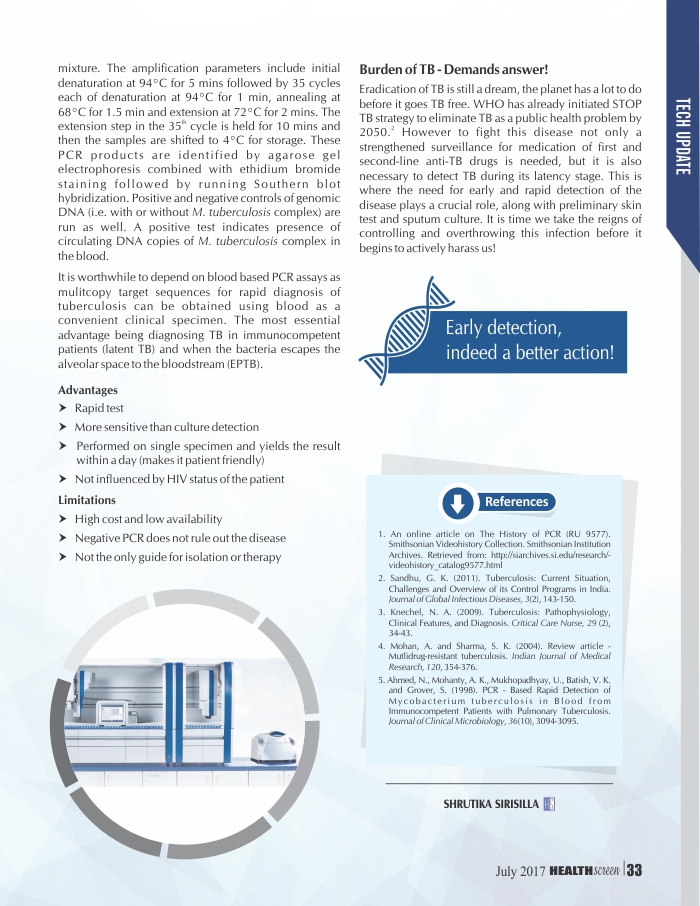 mixture. The amplification parameters include initial
denaturation at 94°C for 5 mins followed by 35 cycles
each of denaturation at 94°C for 1 min, annealing at
68°C for 1.5 min and extension at 72°C for 2 mins. The
extension step in the 35th cycle is held for 10 mins and
then the samples are shifted to 4°C for storage. These
PCR products are identified by agarose gel
electrophoresis combined with ethidium bromide
staining followed by running Southern blot
hybridization. Positive and negative controls of genomic
DNA (i.e. with or without M. tuberculosis complex) are
run as well. A positive test indicates presence of
circulating DNA copies of M. tuberculosis complex in
the blood.
It is worthwhile to depend on blood based PCR assays as
mulitcopy target sequences for rapid diagnosis of
tuberculosis can be obtained using blood as a
convenient clinical specimen. The most essential
advantage being diagnosing TB in immunocompetent
patients (latent TB) and when the bacteria escapes the
alveolar space to the bloodstream (EPTB).
Advantages
➤ Rapid test
➤ More sensitive than culture detection
➤ Performed on single specimen and yields the result
within a day (makes it patient friendly)
➤ Not influenced by HIV status of the patient
Limitations
➤ High cost and low availability
➤ Negative PCR does not rule out the disease
➤ Not the only guide for isolation or therapy
Burden of TB - Demands answer!
Eradication of TB is still a dream, the planet has a lot to do
before it goes TB free. WHO has already initiated STOP
TB strategy to eliminate TB as a public health problem by
2050.2 However to fight this disease not only a
strengthened surveillance for medication of first and
second-line anti-TB drugs is needed, but it is also
necessary to detect TB during its latency stage. This is
where the need for early and rapid detection of the
disease plays a crucial role, along with preliminary skin
test and sputum culture. It is time we take the reigns of
controlling and overthrowing this infection before it
begins to actively harass us!
Early detection,
indeed a better action!
References
1. An online article on The History of PCR (RU 9577).
Smithsonian Videohistory Collection. Smithsonian Institution
Archives. Retrieved from: http://siarchives.si.edu/research/-
videohistory_catalog9577.html
2. Sandhu, G. K. (2011). Tuberculosis: Current Situation,
Challenges and Overview of its Control Programs in India.
Journal of Global Infectious Diseases, 3(2), 143-150.
3. Knechel, N. A. (2009). Tuberculosis: Pathophysiology,
Clinical Features, and Diagnosis. Critical Care Nurse, 29 (2),
34-43.
4. Mohan, A. and Sharma, S. K. (2004). Review article -
Mutlidrug-resistant tuberculosis. Indian Journal of Medical
Research, 120, 354-376.
5. Ahmed, N., Mohanty, A. K., Mukhopadhyay, U., Batish, V. K.
and Grover, S. (1998). PCR - Based Rapid Detection of
Mycobacterium tuberculosis in Blood from
Immunocompetent Patients with Pulmonary Tuberculosis.
Journal of Clinical Microbiology, 36(10), 3094-3095.
SHRUTIKA SIRISILLA
TECH UPDATE
July 2017 HEALTHscreen 33